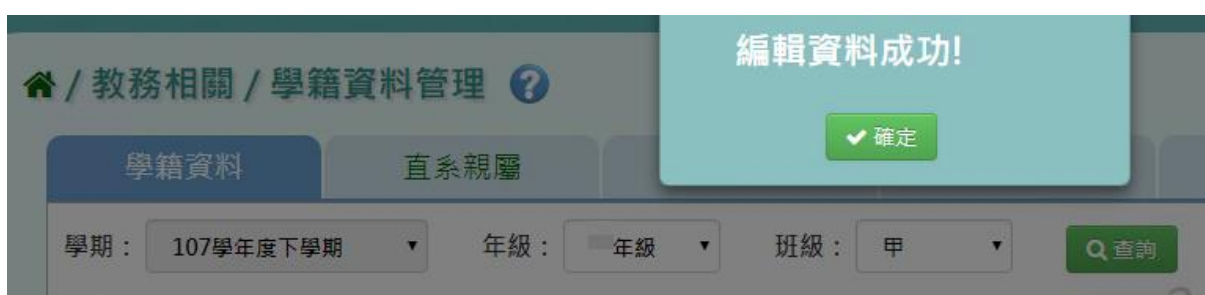 編輯資料成功!
確定
/ 教務相關 / 學籍資料管理 ?
學籍資料 直系親屬
學期： 107學年度下學期 年級： 年級 班級： 甲 查詢